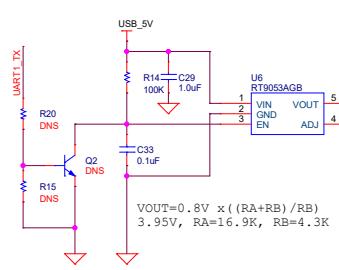 USB_5V
UART1_TX
R14
100K
C29
1.0uF
U6
RT9053AGB
1 VIN VOUT 5
2 GND
3 EN ADJ 4
R20
DNS
C33
0.1uF
Q2
DNS
R15
DNS
VOUT=0.8V x((RA+RB)/RB)
3.95V, RA=16.9K, RB=4.3K